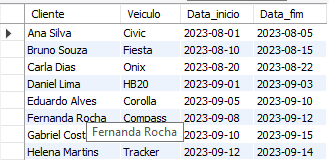 Cliente Veiculo Data_inicio Data_fim
Ana Silva Civic 2023-08-01 2023-08-05
Bruno Souza Fiesta 2023-08-10 2023-08-15
Carla Dias Onix 2023-08-20 2023-08-22
Daniel Lima HB20 2023-09-01 2023-09-03
Eduardo Alves Corolla 2023-09-05 2023-09-10
Fernanda Rocha Compass 2023-09-08 2023-09-12
Gabriel Cost 2023-09-10 2023-09-15
Fernanda Rocha
Helena Martins Tracker 2023-09-12 2023-09-14